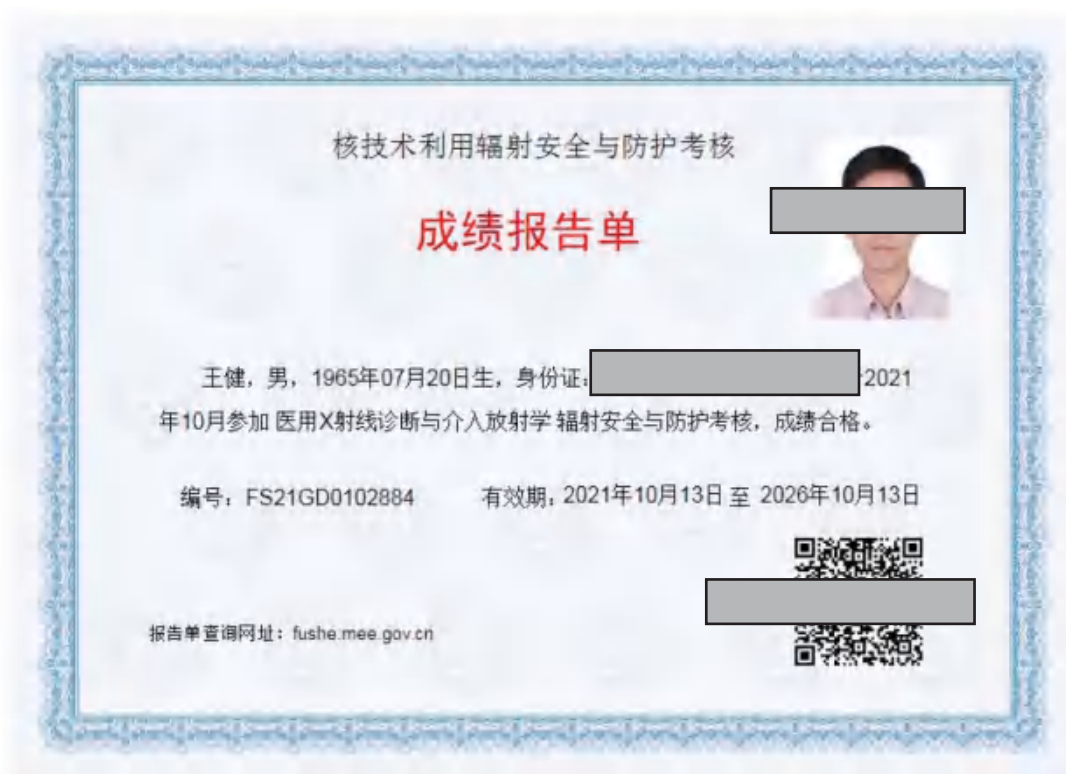 核技术利用辐射安全与防护考核
成绩报告单
王健，男，1965年07月20日生，身份证： 2021
年10月参加 医用X射线诊断与介入放射学 辐射安全与防护考核，成绩合格。
编号：FS21GD0102884 有效期：2021年10月13日 至 2026年10月13日
报告单查询网址：fushe.mee.gov.cn